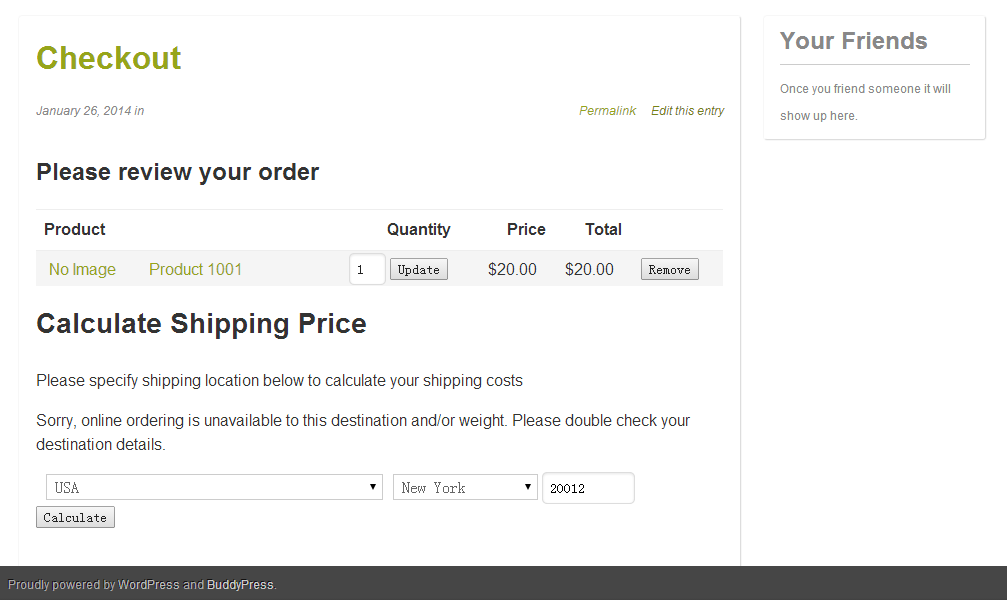 Checkout
January 26, 2014 in
Permalink Edit this entry
Please review your order
Product Quantity Price Total
No Image Product 1001 1 Update $20.00 $20.00 Remove
Calculate Shipping Price
Please specify shipping location below to calculate your shipping costs
Sorry, online ordering is unavailable to this destination and/or weight. Please double check your
destination details.
USA New York 20012
Calculate
Your Friends
Once you friend someone it will
show up here.
Proudly powered by WordPress and BuddyPress.